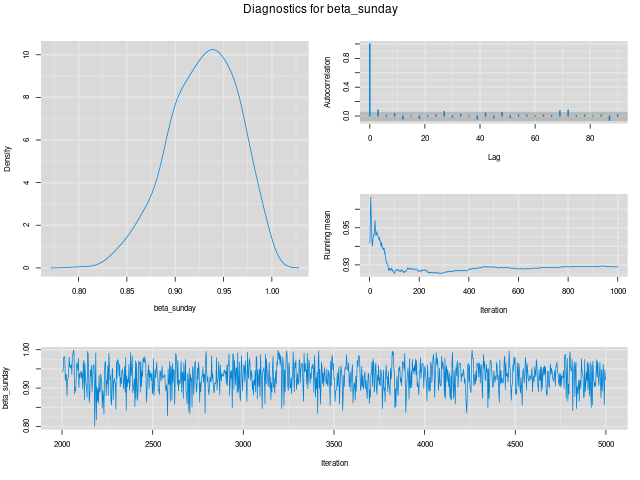 Diagnostics for beta_sunday
Density
0 2 4 6 8 10
0.80 0.85 0.90 0.95 1.00
beta_sunday
Autocorrelation
0.0 0.4 0.8
0 20 40 60 80
Lag
Running mean
0.93 0.95
0 200 400 600 800 1000
Iteration
beta_sunday
0.80 0.90 1.00
2000 2500 3000 3500 4000 4500 5000
Iteration